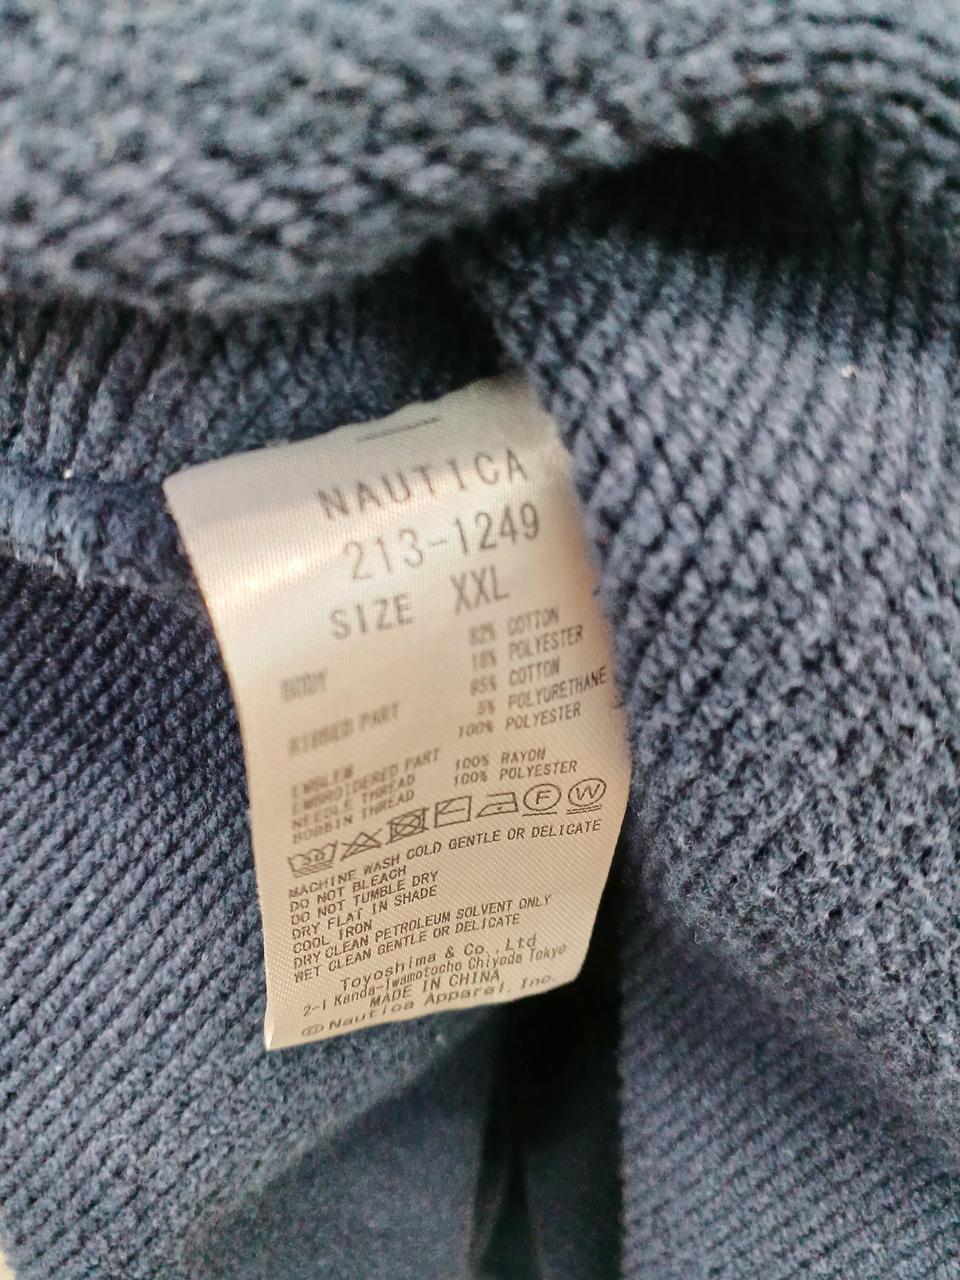 NAUTICA
213-1249
SIZE XXL
BODY 82% COTTON
18% POLYESTER
RIBBED PART 95% COTTON
5% POLYURETHANE
EMBLEM 100% POLYESTER
EMBROIDERED PART
NEEDLE THREAD 100% RAYON
BOBBIN THREAD 100% POLYESTER
30 F W
MACHINE WASH COLD GENTLE OR DELICATE
DO NOT BLEACH
DO NOT TUMBLE DRY
DRY FLAT IN SHADE
COOL IRON
DRY CLEAN PETROLEUM SOLVENT ONLY
WET CLEAN GENTLE OR DELICATE
Toyoshima & Co.,Ltd
2-1 Kanda-Iwamotocho Chiyoda Tokyo
MADE IN CHINA
©Nautica Apparel, Inc.